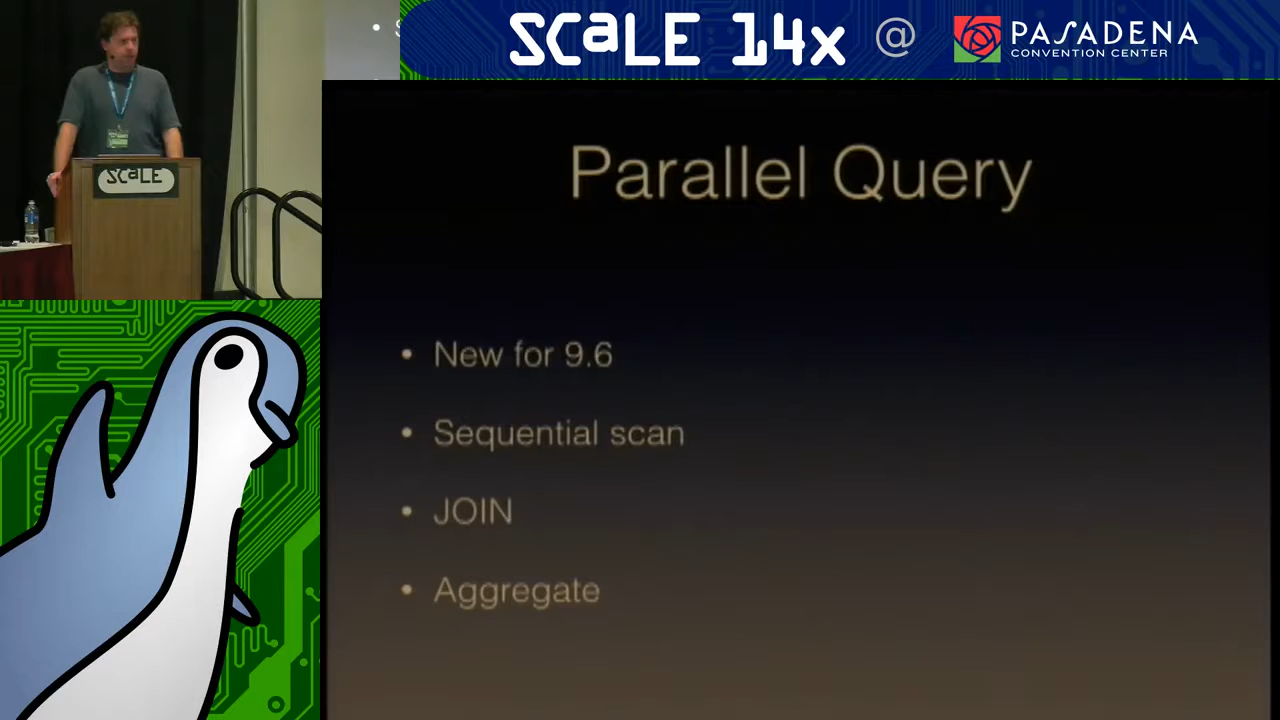 SCALE 14x @ PASADENA
CONVENTION CENTER
SCALE
Parallel Query
• New for 9.6
• Sequential scan
• JOIN
• Aggregate